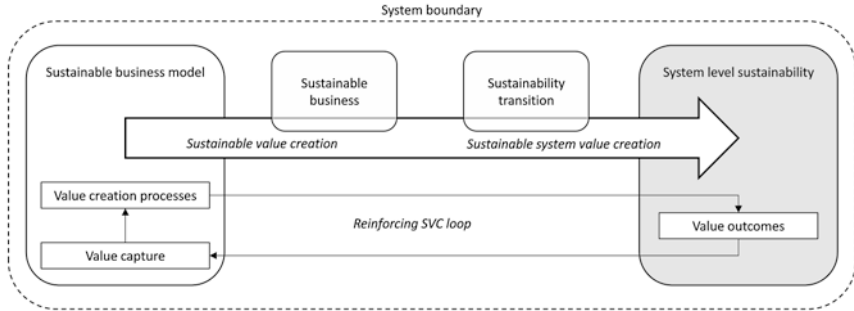 System boundary
Sustainable business model
Sustainable
business
Sustainability
transition
System level sustainability
Sustainable value creation
Sustainable system value creation
Value creation processes
Reinforcing SVC loop
Value outcomes
Value capture